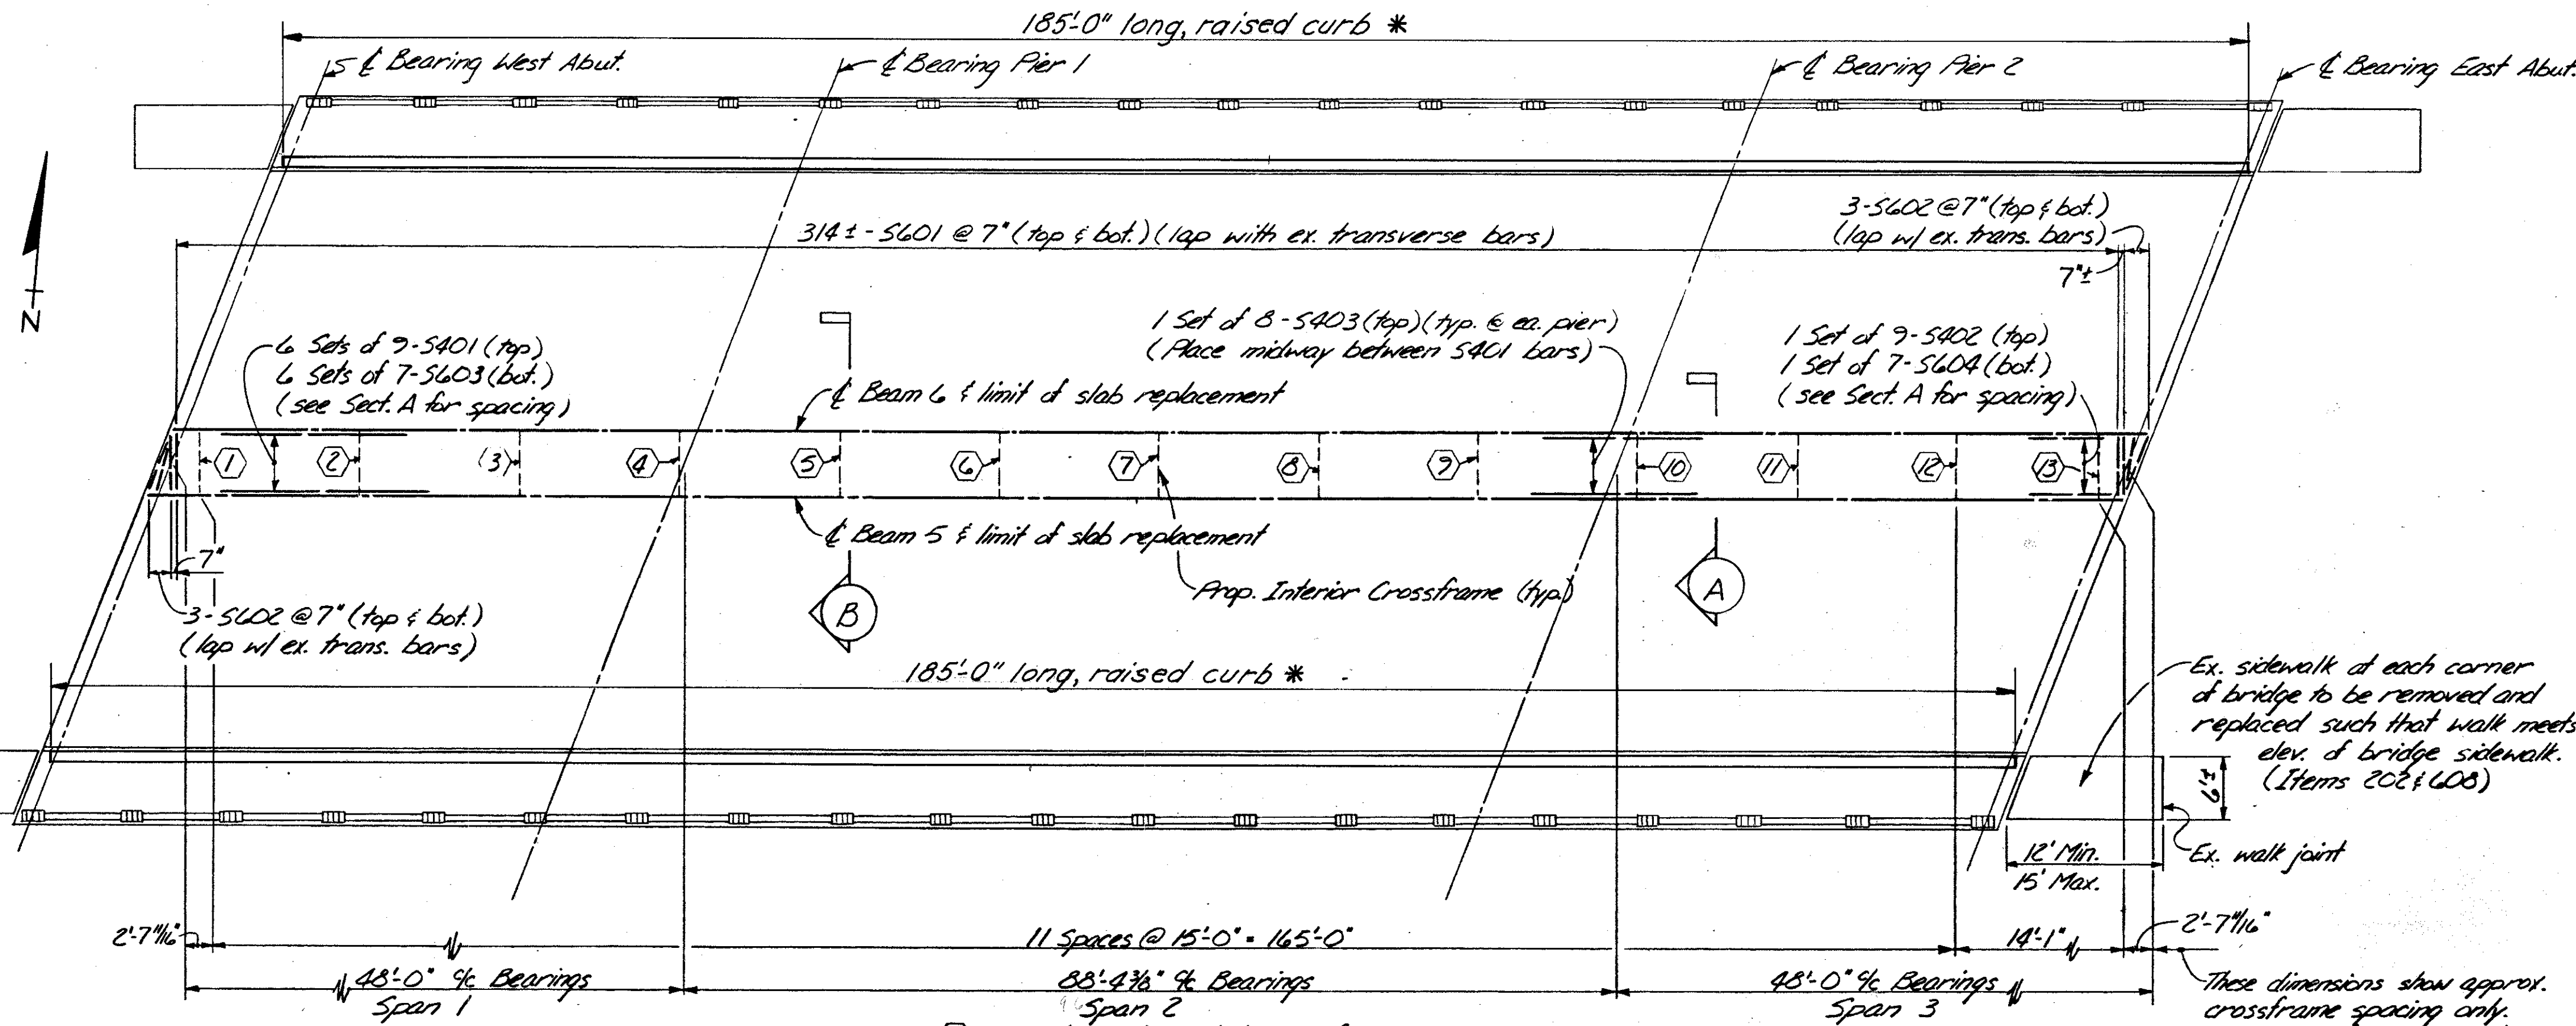 185'-0" long, raised curb *
℄ Bearing West Abut.
℄ Bearing Pier 1
℄ Bearing Pier 2
℄ Bearing East Abut.
314± - S601 @ 7" (top & bot.) (lap with ex. transverse bars)
3-S602 @ 7" (top & bot.)
(lap w/ ex. trans. bars)
7"±
N
6 Sets of 9-S401 (top)
6 Sets of 7-S603 (bot.)
(see Sect. A for spacing)
1 Set of 8-S403 (top) (typ. @ ea. pier)
(Place midway between S401 bars)
1 Set of 9-S402 (top)
1 Set of 7-S604 (bot.)
(see Sect. A for spacing)
℄ Beam 6 & limit of slab replacement
1 2 3 4 5 6 7 8 9 10 11 12 13
℄ Beam 5 & limit of slab replacement
7"
Prop. Interior Crossframe (typ.)
B
A
3-S602 @ 7" (top & bot.)
(lap w/ ex. trans. bars)
185'-0" long, raised curb *
Ex. sidewalk at each corner
of bridge to be removed and
replaced such that walk meets
elev. of bridge sidewalk.
(Items 202 & 608)
6'±
Ex. walk joint
12' Min.
15' Max.
2'-7 11/16"
11 Spaces @ 15'-0" = 165'-0"
14'-1"
2'-7 11/16"
48'-0" c/c Bearings
Span 1
88'-4 3/8" c/c Bearings
Span 2
48'-0" c/c Bearings
Span 3
These dimensions show approx.
crossframe spacing only.